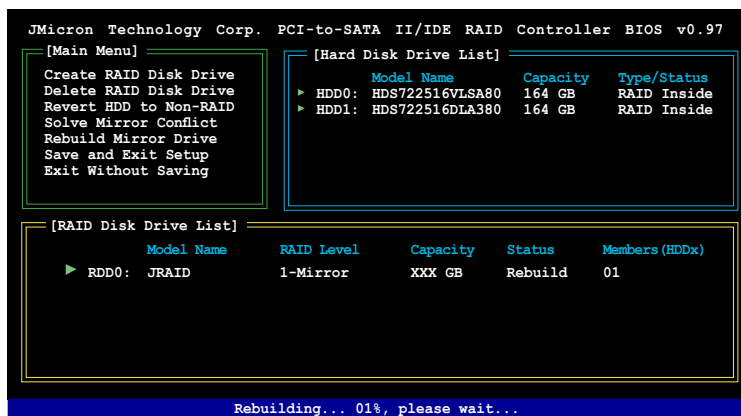 JMicron Technology Corp. PCI-to-SATA II/IDE RAID Controller BIOS v0.97
[Main Menu]
Create RAID Disk Drive
Delete RAID Disk Drive
Revert HDD to Non-RAID
Solve Mirror Conflict
Rebuild Mirror Drive
Save and Exit Setup
Exit Without Saving
[Hard Disk Drive List]
Model Name Capacity Type/Status
HDD0: HDS722516VLSA80 164 GB RAID Inside
HDD1: HDS722516DLA380 164 GB RAID Inside
[RAID Disk Drive List]
Model Name RAID Level Capacity Status Members(HDDx)
RDD0: JRAID 1-Mirror XXX GB Rebuild 01
Rebuilding... 01%, please wait...